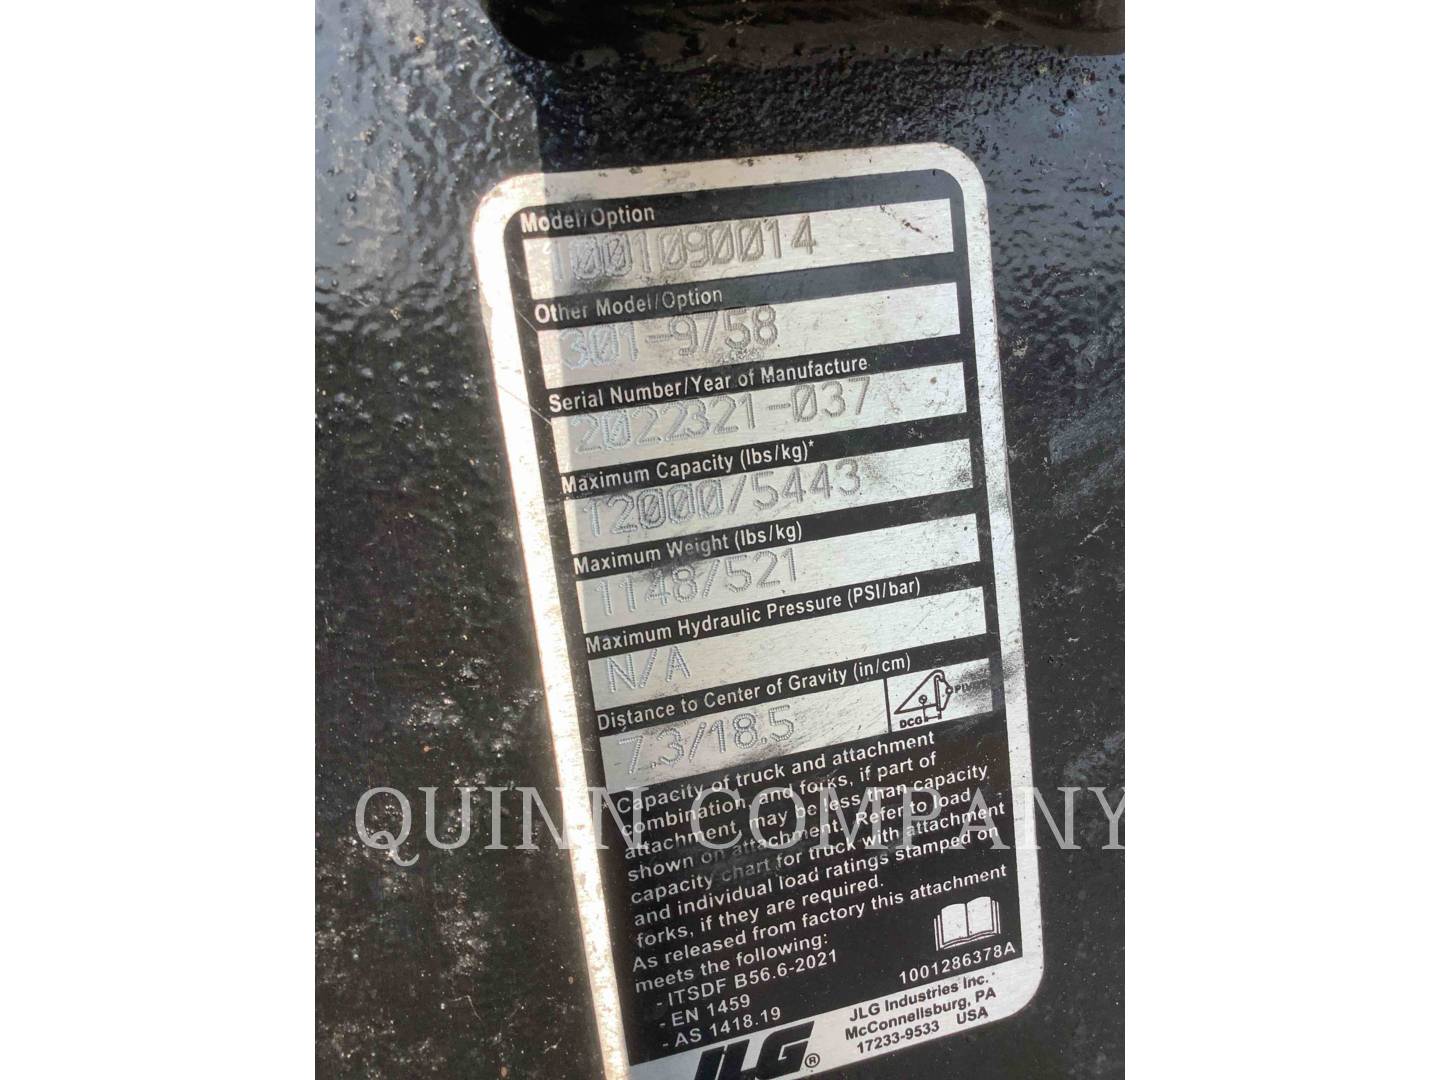 Model/Option
1001090014
Other Model/Option
301-9/58
Serial Number/Year of Manufacture
2022321-037
Maximum Capacity (lbs/kg)*
12000/5443
Maximum Weight (lbs/kg)
1148/521
Maximum Hydraulic Pressure (PSI/bar)
N/A
Distance to Center of Gravity (in/cm)
7.3/18.5
PIVOT
DCG
* Capacity of truck and attachment
combination, and forks, if part of
attachment, may be less than capacity
shown on attachment. Refer to load
capacity chart for truck with attachment
and individual load ratings stamped on
forks, if they are required.
As released from factory this attachment
meets the following:
- ITSDF B56.6-2021
- EN 1459
- AS 1418.19
1001286378A
JLG®
JLG Industries Inc.
McConnellsburg, PA
17233-9533 USA
QUINN COMPANY